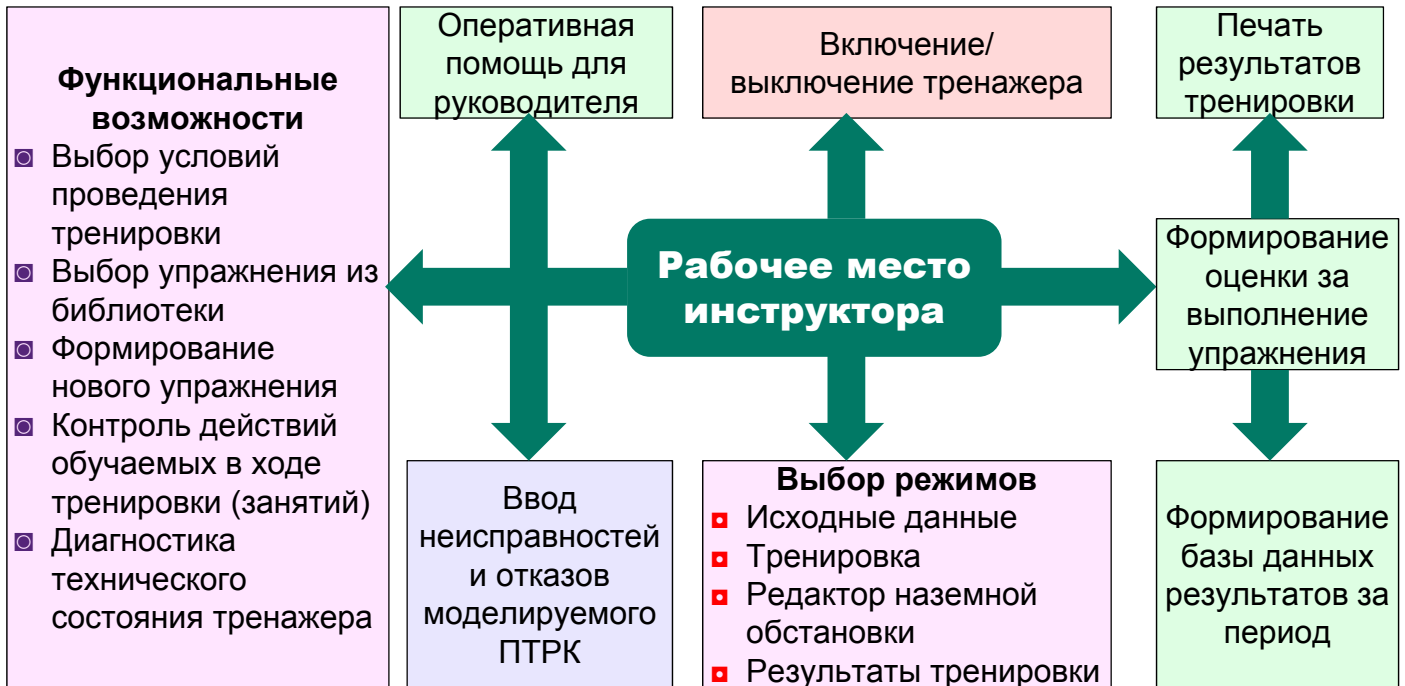 Функциональные
возможности
Выбор условий
проведения
тренировки
Выбор упражнения из
библиотеки
Формирование
нового упражнения
Контроль действий
обучаемых в ходе
тренировки (занятий)
Диагностика
технического
состояния тренажера
Оперативная
помощь для
руководителя
Включение/
выключение тренажера
Печать
результатов
тренировки
Рабочее место
инструктора
Формирование
оценки за
выполнение
упражнения
Ввод
неисправностей
и отказов
моделируемого
ПТРК
Выбор режимов
Исходные данные
Тренировка
Редактор наземной
обстановки
Результаты тренировки
Формирование
базы данных
результатов за
период